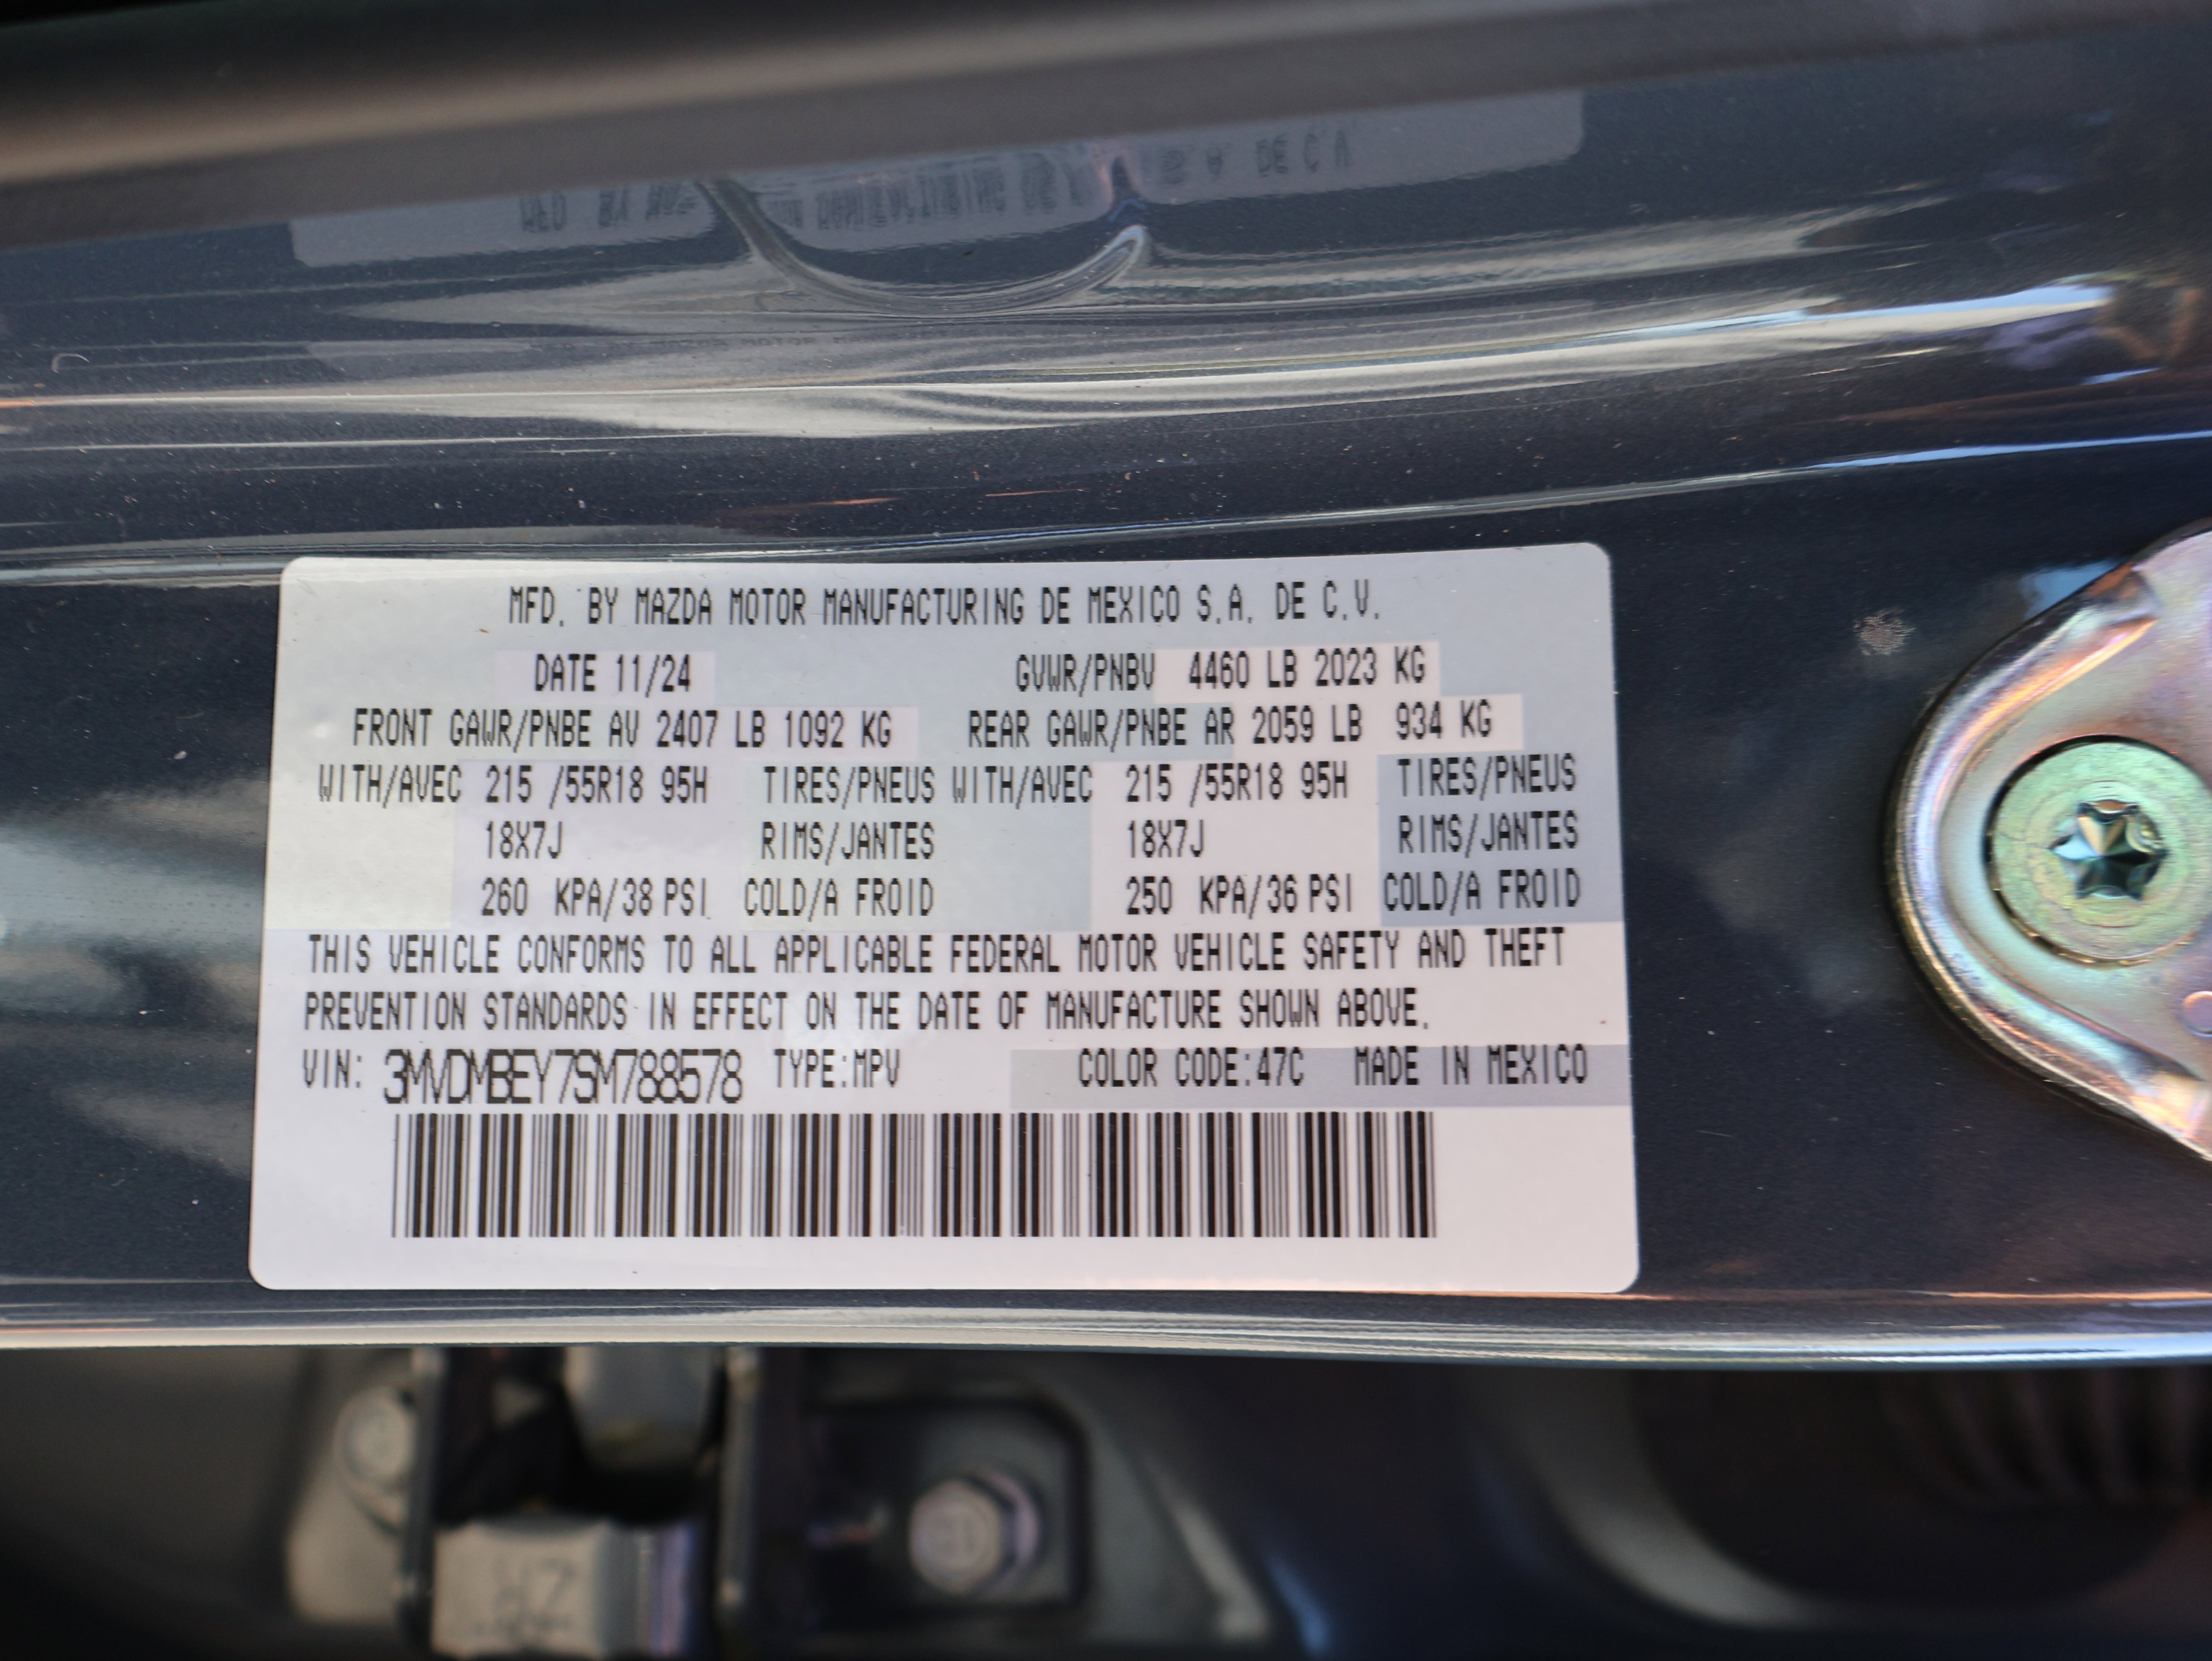 MFD. BY MAZDA MOTOR MANUFACTURING DE MEXICO S.A. DE C.V.
DATE 11/24 GVWR/PNBV 4460 LB 2023 KG
FRONT GAWR/PNBE AV 2407 LB 1092 KG REAR GAWR/PNBE AR 2059 LB 934 KG
WITH/AVEC 215 /55R18 95H TIRES/PNEUS WITH/AVEC 215 /55R18 95H TIRES/PNEUS
18X7J RIMS/JANTES 18X7J RIMS/JANTES
260 KPA/38 PSI COLD/A FROID 250 KPA/36 PSI COLD/A FROID
THIS VEHICLE CONFORMS TO ALL APPLICABLE FEDERAL MOTOR VEHICLE SAFETY AND THEFT
PREVENTION STANDARDS IN EFFECT ON THE DATE OF MANUFACTURE SHOWN ABOVE.
VIN: 3MVDMBEY7SM788578 TYPE:MPV COLOR CODE:47C MADE IN MEXICO